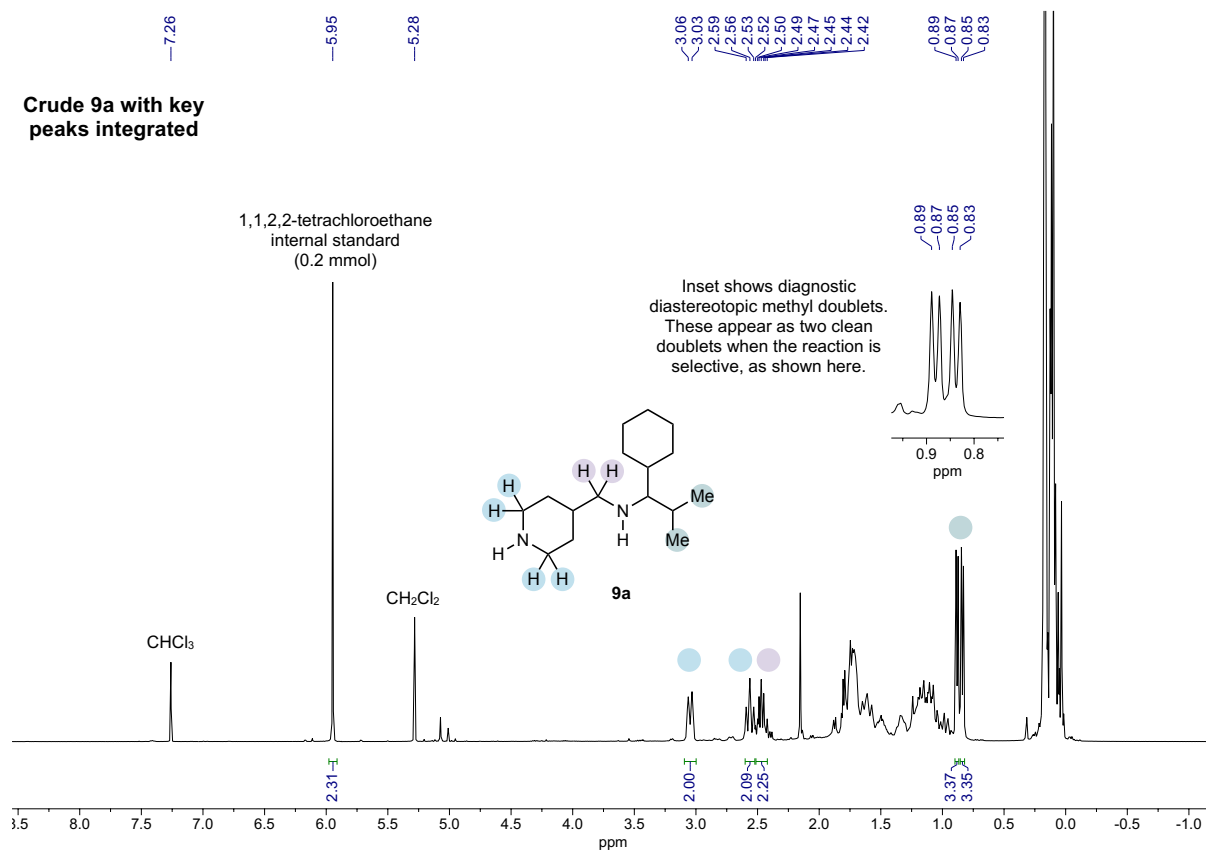 7.26
5.95
5.28
3.06
3.03
2.59
2.56
2.53
2.52
2.50
2.49
2.47
2.45
2.44
2.42
0.89
0.87
0.85
0.83
Crude 9a with key
peaks integrated
1,1,2,2-tetrachloroethane
internal standard
(0.2 mmol)
Inset shows diagnostic
diastereotopic methyl doublets.
These appear as two clean
doublets when the reaction is
selective, as shown here.
0.89
0.87
0.85
0.83
0.9 0.8
ppm
H H
H
H
N
H
N
H
H H
Me
Me
9a
CHCl₃
CH₂Cl₂
2.31
2.00
2.09
2.25
3.37
3.35
8.5 8.0 7.5 7.0 6.5 6.0 5.5 5.0 4.5 4.0 3.5 3.0 2.5 2.0 1.5 1.0 0.5 0.0 -0.5 -1.0
ppm